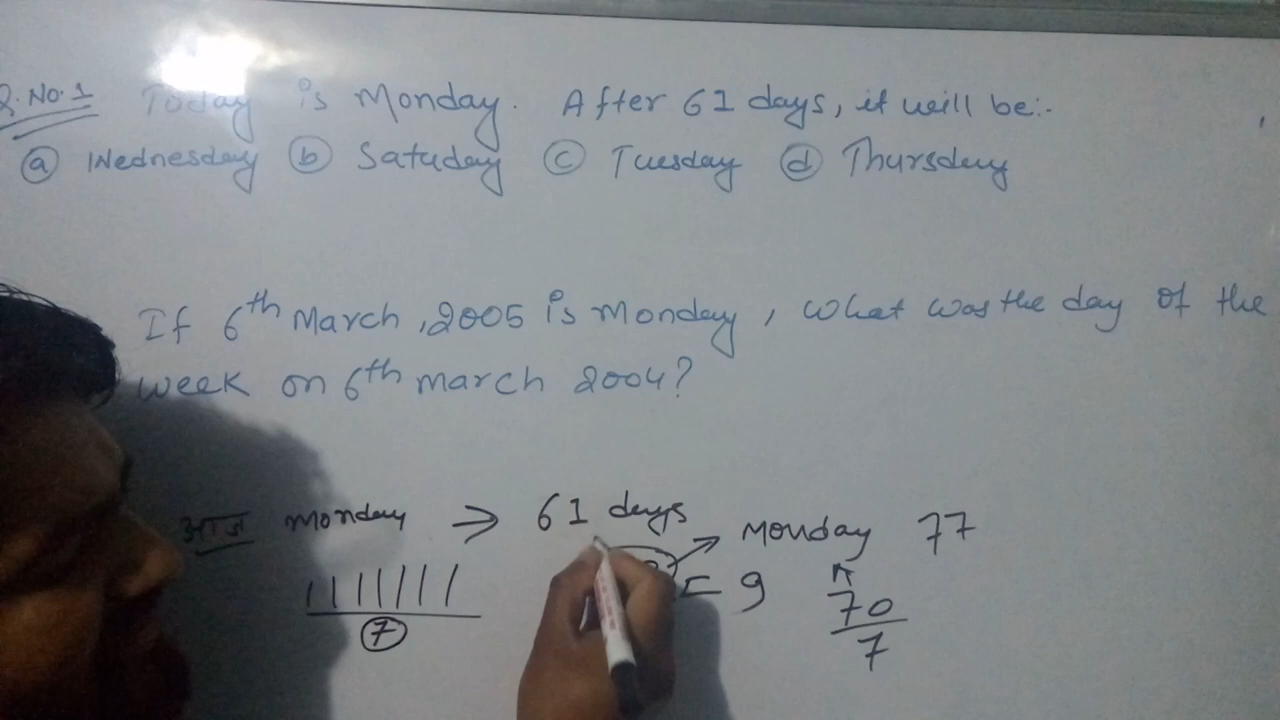 Q.No.1 Today is Monday. After 61 days, it will be:-
(a) Wednesday (b) Satuday (c) Tuesday (d) Thursday
If 6th March, 2005 is Monday, what was the day of the
week on 6th march 2004?
आज monday → 61 days
Monday 77
7 = 9 70
7